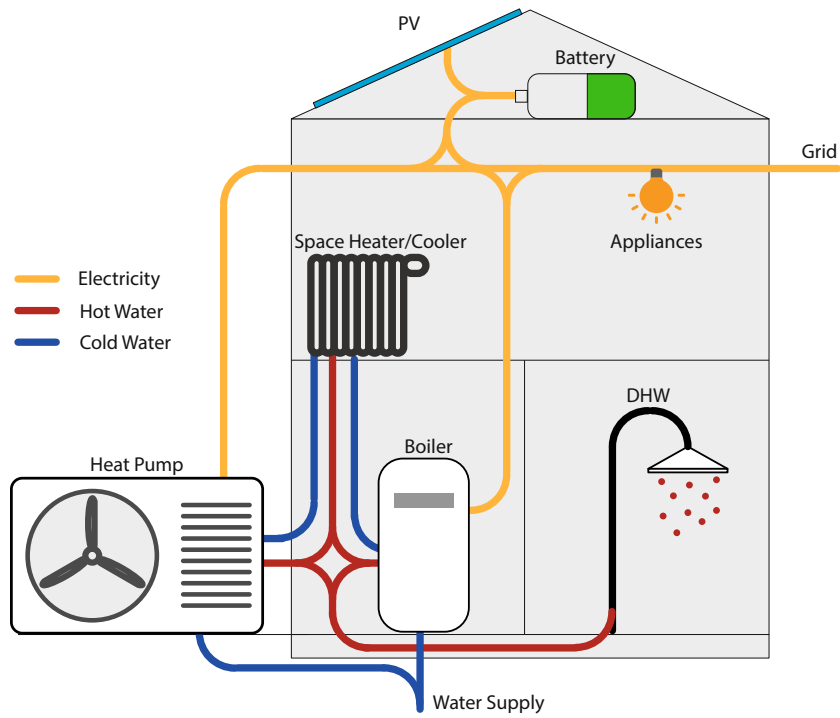 PV
Battery
Grid
Space Heater/Cooler
Appliances
Electricity
Hot Water
Cold Water
DHW
Boiler
Heat Pump
Water Supply